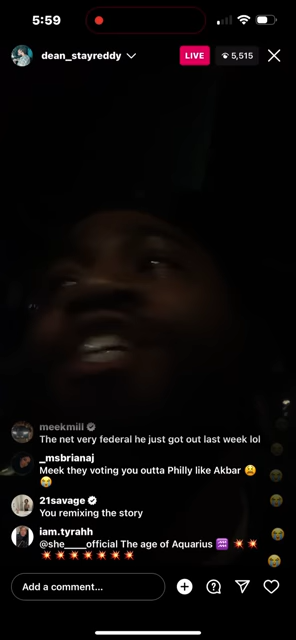 5:59
dean_stayreddy
LIVE 5,515
meekmill
The net very federal he just got out last week lol
_msbrianaj
Meek they voting you outta Philly like Akbar 😫
😭
21savage
You remixing the story
iam.tyrahh
@she____official The age of Aquarius ♒ 💥 💥
💥 💥 💥 💥 💥 💥 💥
Add a comment...